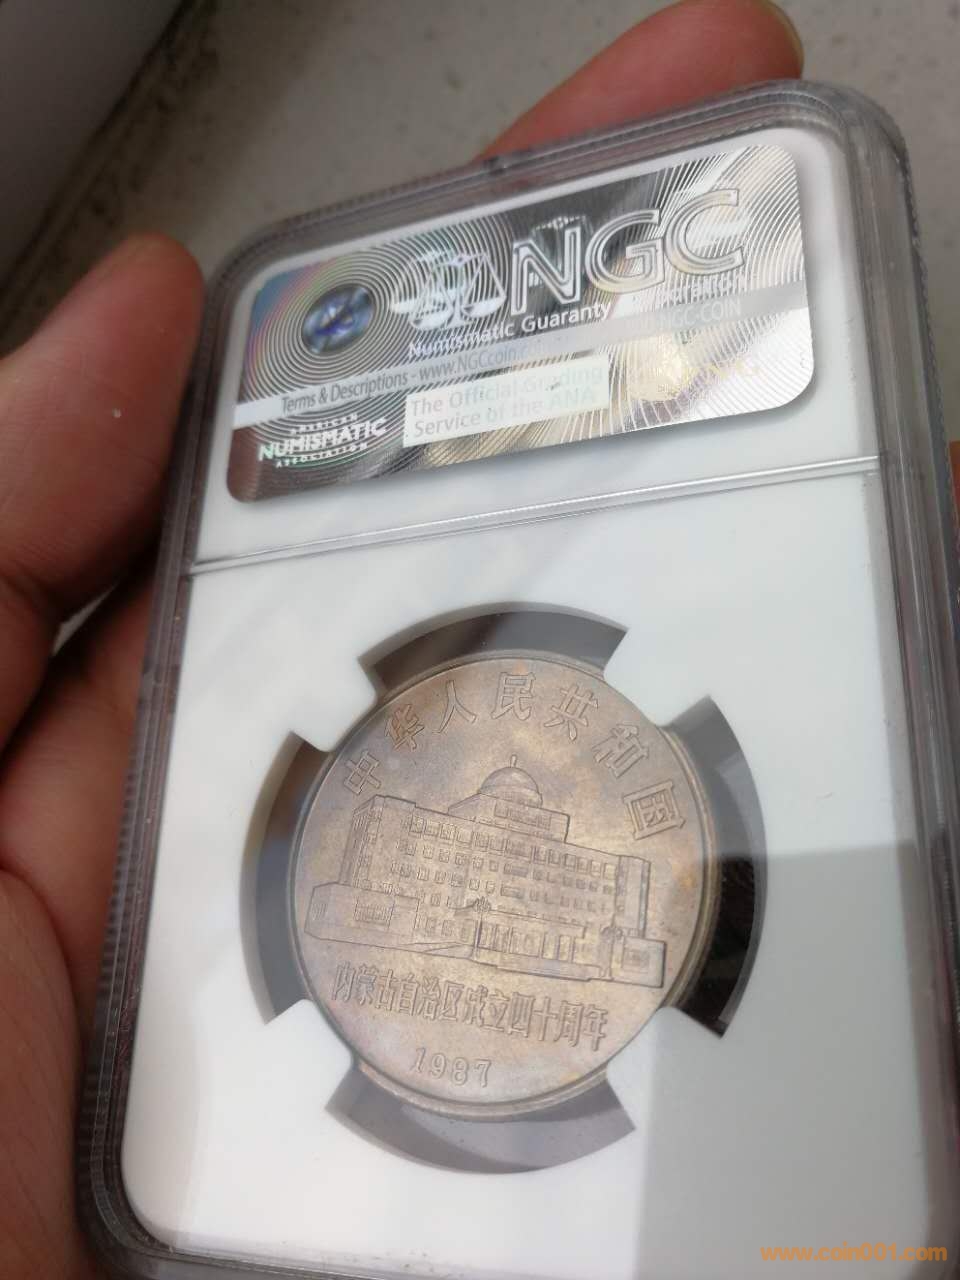 NGC
Numismatic Guaranty
Terms & Descriptions - www.NGCcoin.c
NGC-COIN
AMERICAN
NUMISMATIC
ASSOCIATION
The Official Grading
Service of the ANA
中华人民共和国
内蒙古自治区成立四十周年
1987
www.coin001.com